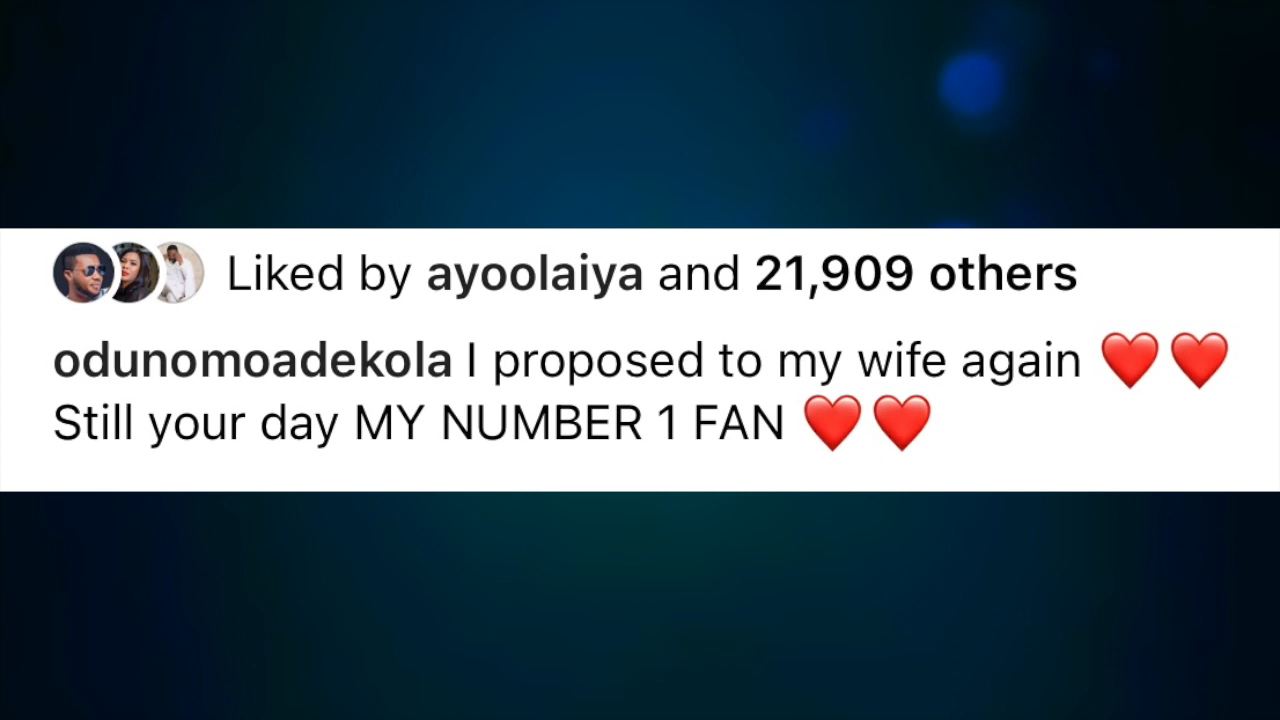 Liked by ayoolaiya and 21,909 others
odunomoadekola I proposed to my wife again ❤️❤️
Still your day MY NUMBER 1 FAN ❤️❤️